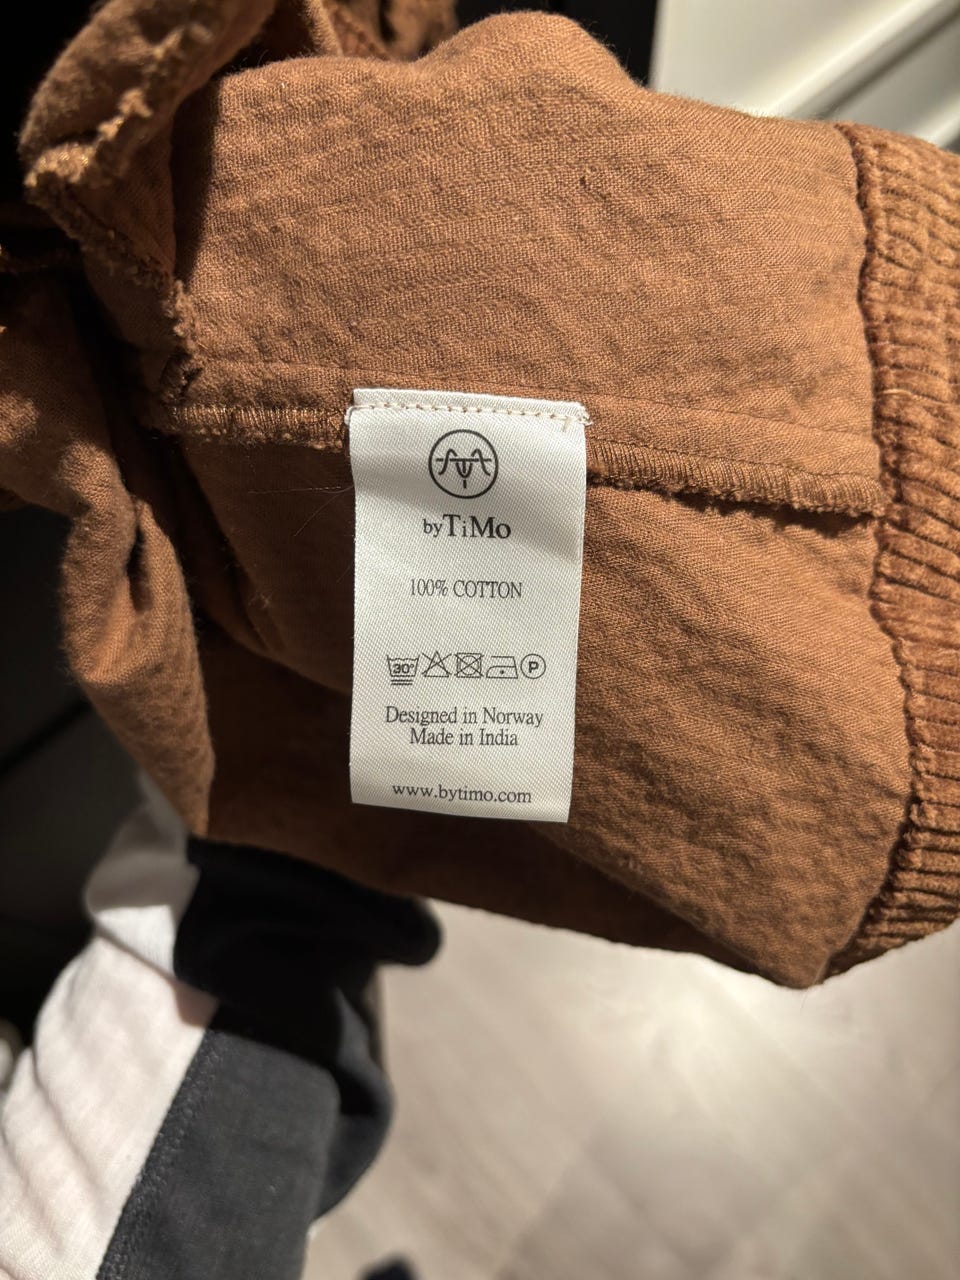 byTiMo
100% COTTON
30° P
Designed in Norway
Made in India
www.bytimo.com